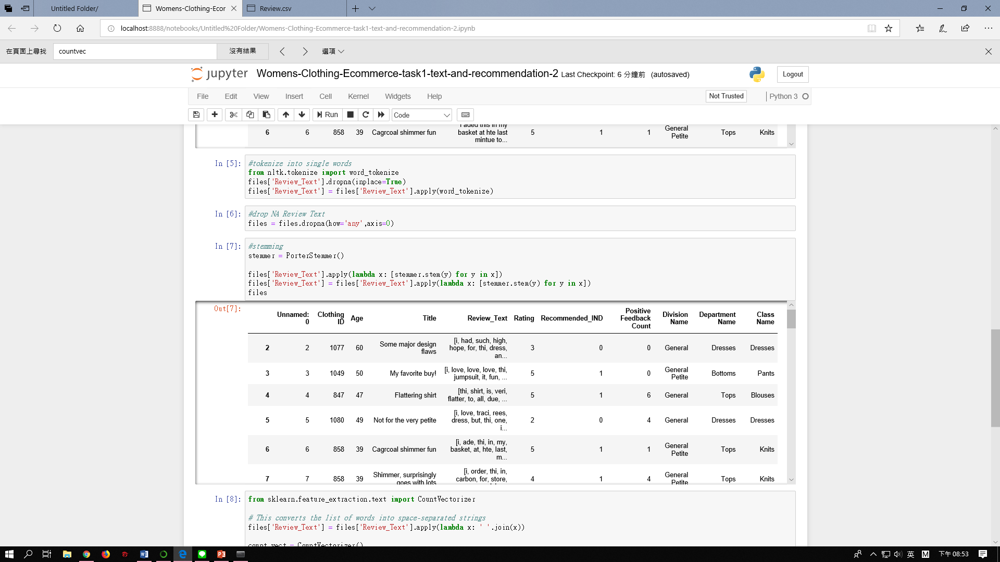 Untitled Folder/
Womens-Clothing-Ecor
Review.csv
localhost:8888/notebooks/Untitled%20Folder/Womens-Clothing-Ecommerce-task1-text-and-recommendation-2.ipynb
在頁面上尋找
countvec
沒有結果
選項
jupyter
Womens-Clothing-Ecommerce-task1-text-and-recommendation-2 Last Checkpoint: 6 分鐘前 (autosaved)
Logout
File Edit View Insert Cell Kernel Widgets Help
Not Trusted
Python 3
Run
Code
6 6 858 39 Cagrcoal shimmer fun I aded this in my basket at hte last mintue to... 5 1 1 General Petite Tops Knits
In [5]:
#tokenize into single words
from nltk.tokenize import word_tokenize
files['Review_Text'].dropna(inplace=True)
files['Review_Text'] = files['Review_Text'].apply(word_tokenize)
In [6]:
#drop NA Review Text
files = files.dropna(how='any',axis=0)
In [7]:
#stemming
stemmer = PorterStemmer()
files['Review_Text'].apply(lambda x: [stemmer.stem(y) for y in x])
files['Review_Text'] = files['Review_Text'].apply(lambda x: [stemmer.stem(y) for y in x])
files
Out[7]:
Unnamed: 0 Clothing ID Age Title Review_Text Rating Recommended_IND Positive Feedback Count Division Name Department Name Class Name
2 2 1077 60 Some major design flaws [i, had, such, high, hope, for, thi, dress, an... 3 0 0 General Dresses Dresses
3 3 1049 50 My favorite buy! [i, love, love, love, thi, jumpsuit, it, fun, ... 5 1 0 General Petite Bottoms Pants
4 4 847 47 Flattering shirt [thi, shirt, is, veri, flatter, to, all, due, ... 5 1 6 General Tops Blouses
5 5 1080 49 Not for the very petite [i, love, traci, rees, dress, but, thi, one, i... 2 0 4 General Dresses Dresses
6 6 858 39 Cagrcoal shimmer fun [i, ade, thi, in, my, basket, at, hte, last, m... 5 1 1 General Petite Tops Knits
7 7 858 39 Shimmer, surprisingly goes with lots [i, order, thi, in, carbon, for, store, 4 1 4 General Petite Tops Knits
In [8]:
from sklearn.feature_extraction.text import CountVectorizer
# This converts the list of words into space-separated strings
files['Review_Text'] = files['Review_Text'].apply(lambda x: ' '.join(x))
count_vect = CountVectorizer()
英
M
下午 08:53